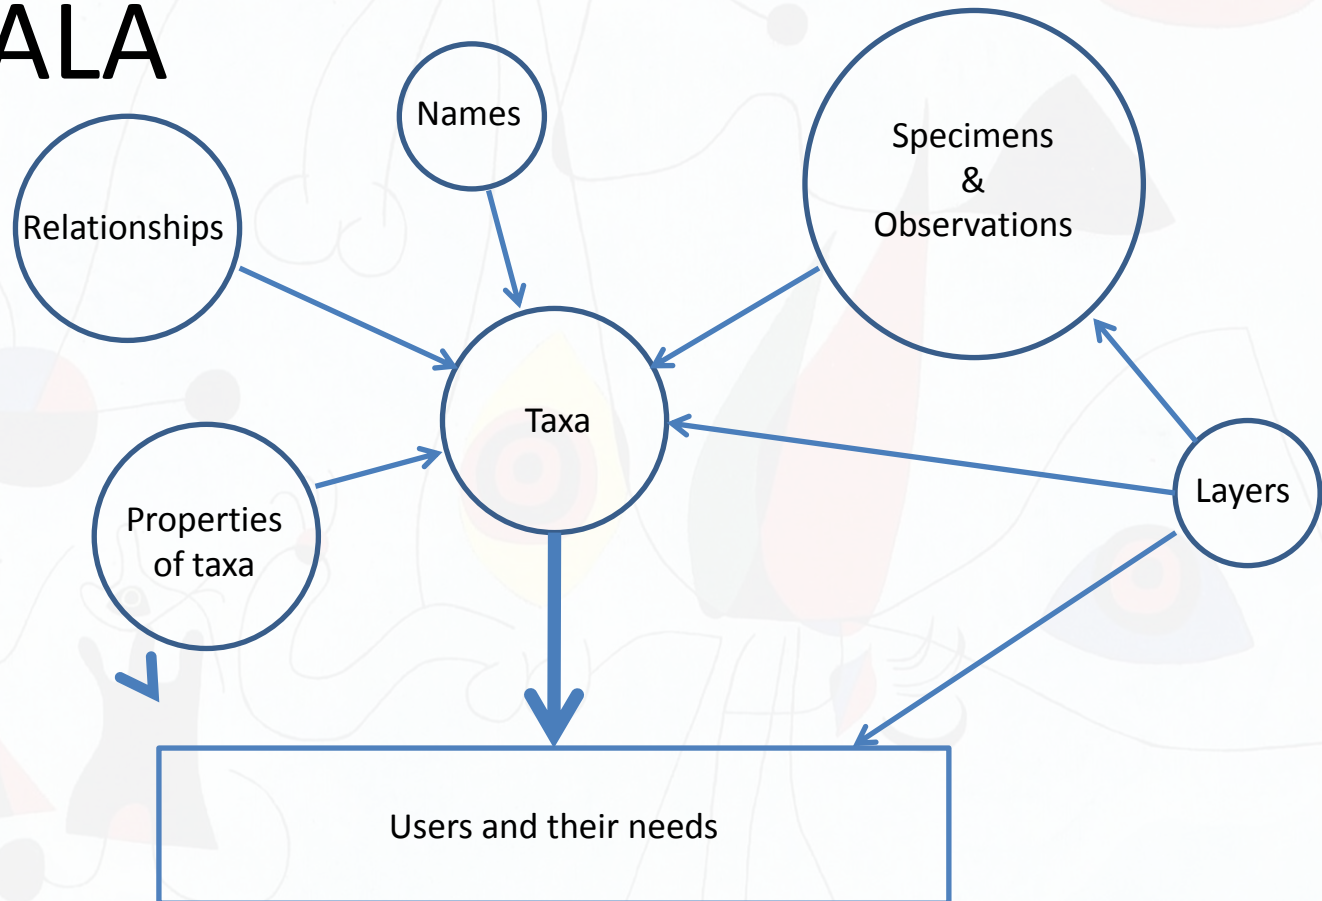 ALA
Names
Specimens
&
Observations
Relationships
Taxa
Layers
Properties
of taxa
Users and their needs